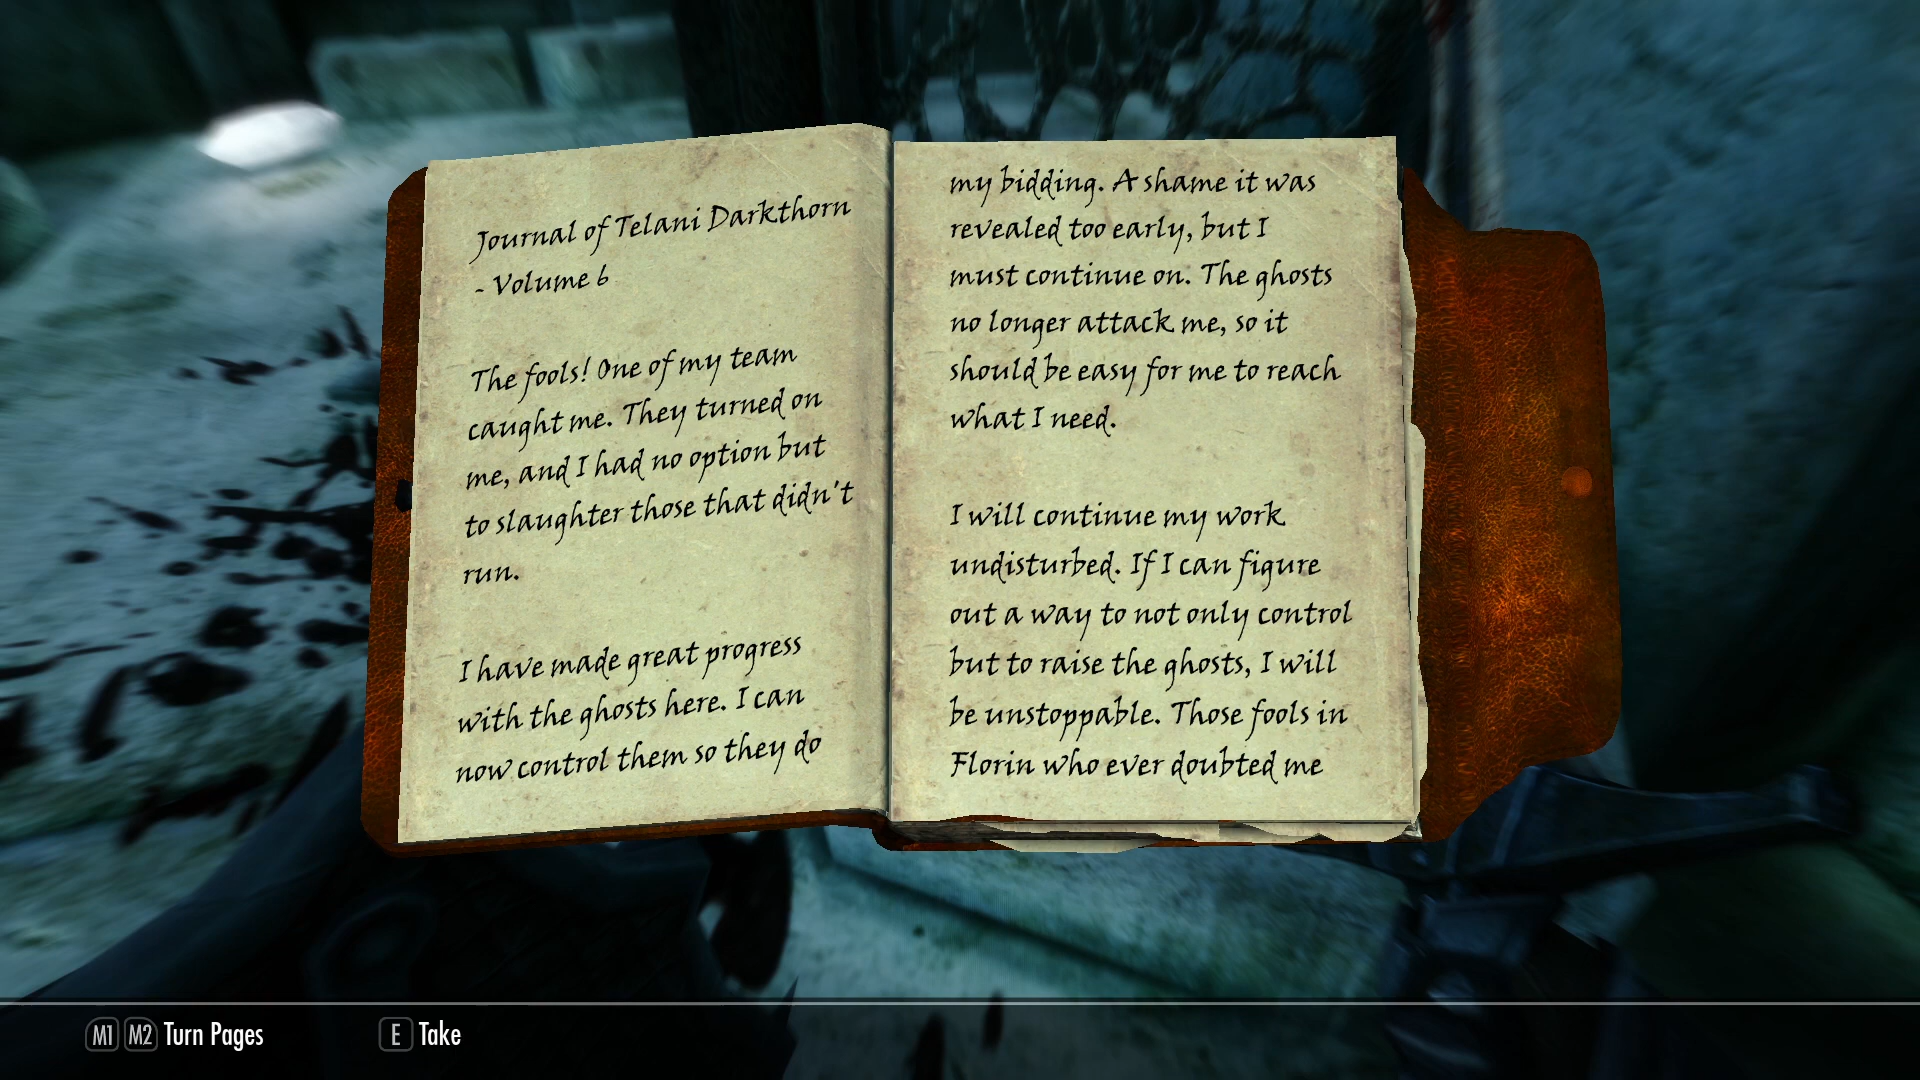 Journal of Telani Darkthorn
- Volume 6
The fools! One of my team
caught me. They turned on
me, and I had no option but
to slaughter those that didn't
run.
I have made great progress
with the ghosts here. I can
now control them so they do
my bidding. A shame it was
revealed too early, but I
must continue on. The ghosts
no longer attack me, so it
should be easy for me to reach
what I need.
I will continue my work
undisturbed. If I can figure
out a way to not only control
but to raise the ghosts, I will
be unstoppable. Those fools in
Florin who ever doubted me
M1 M2 Turn Pages
E Take